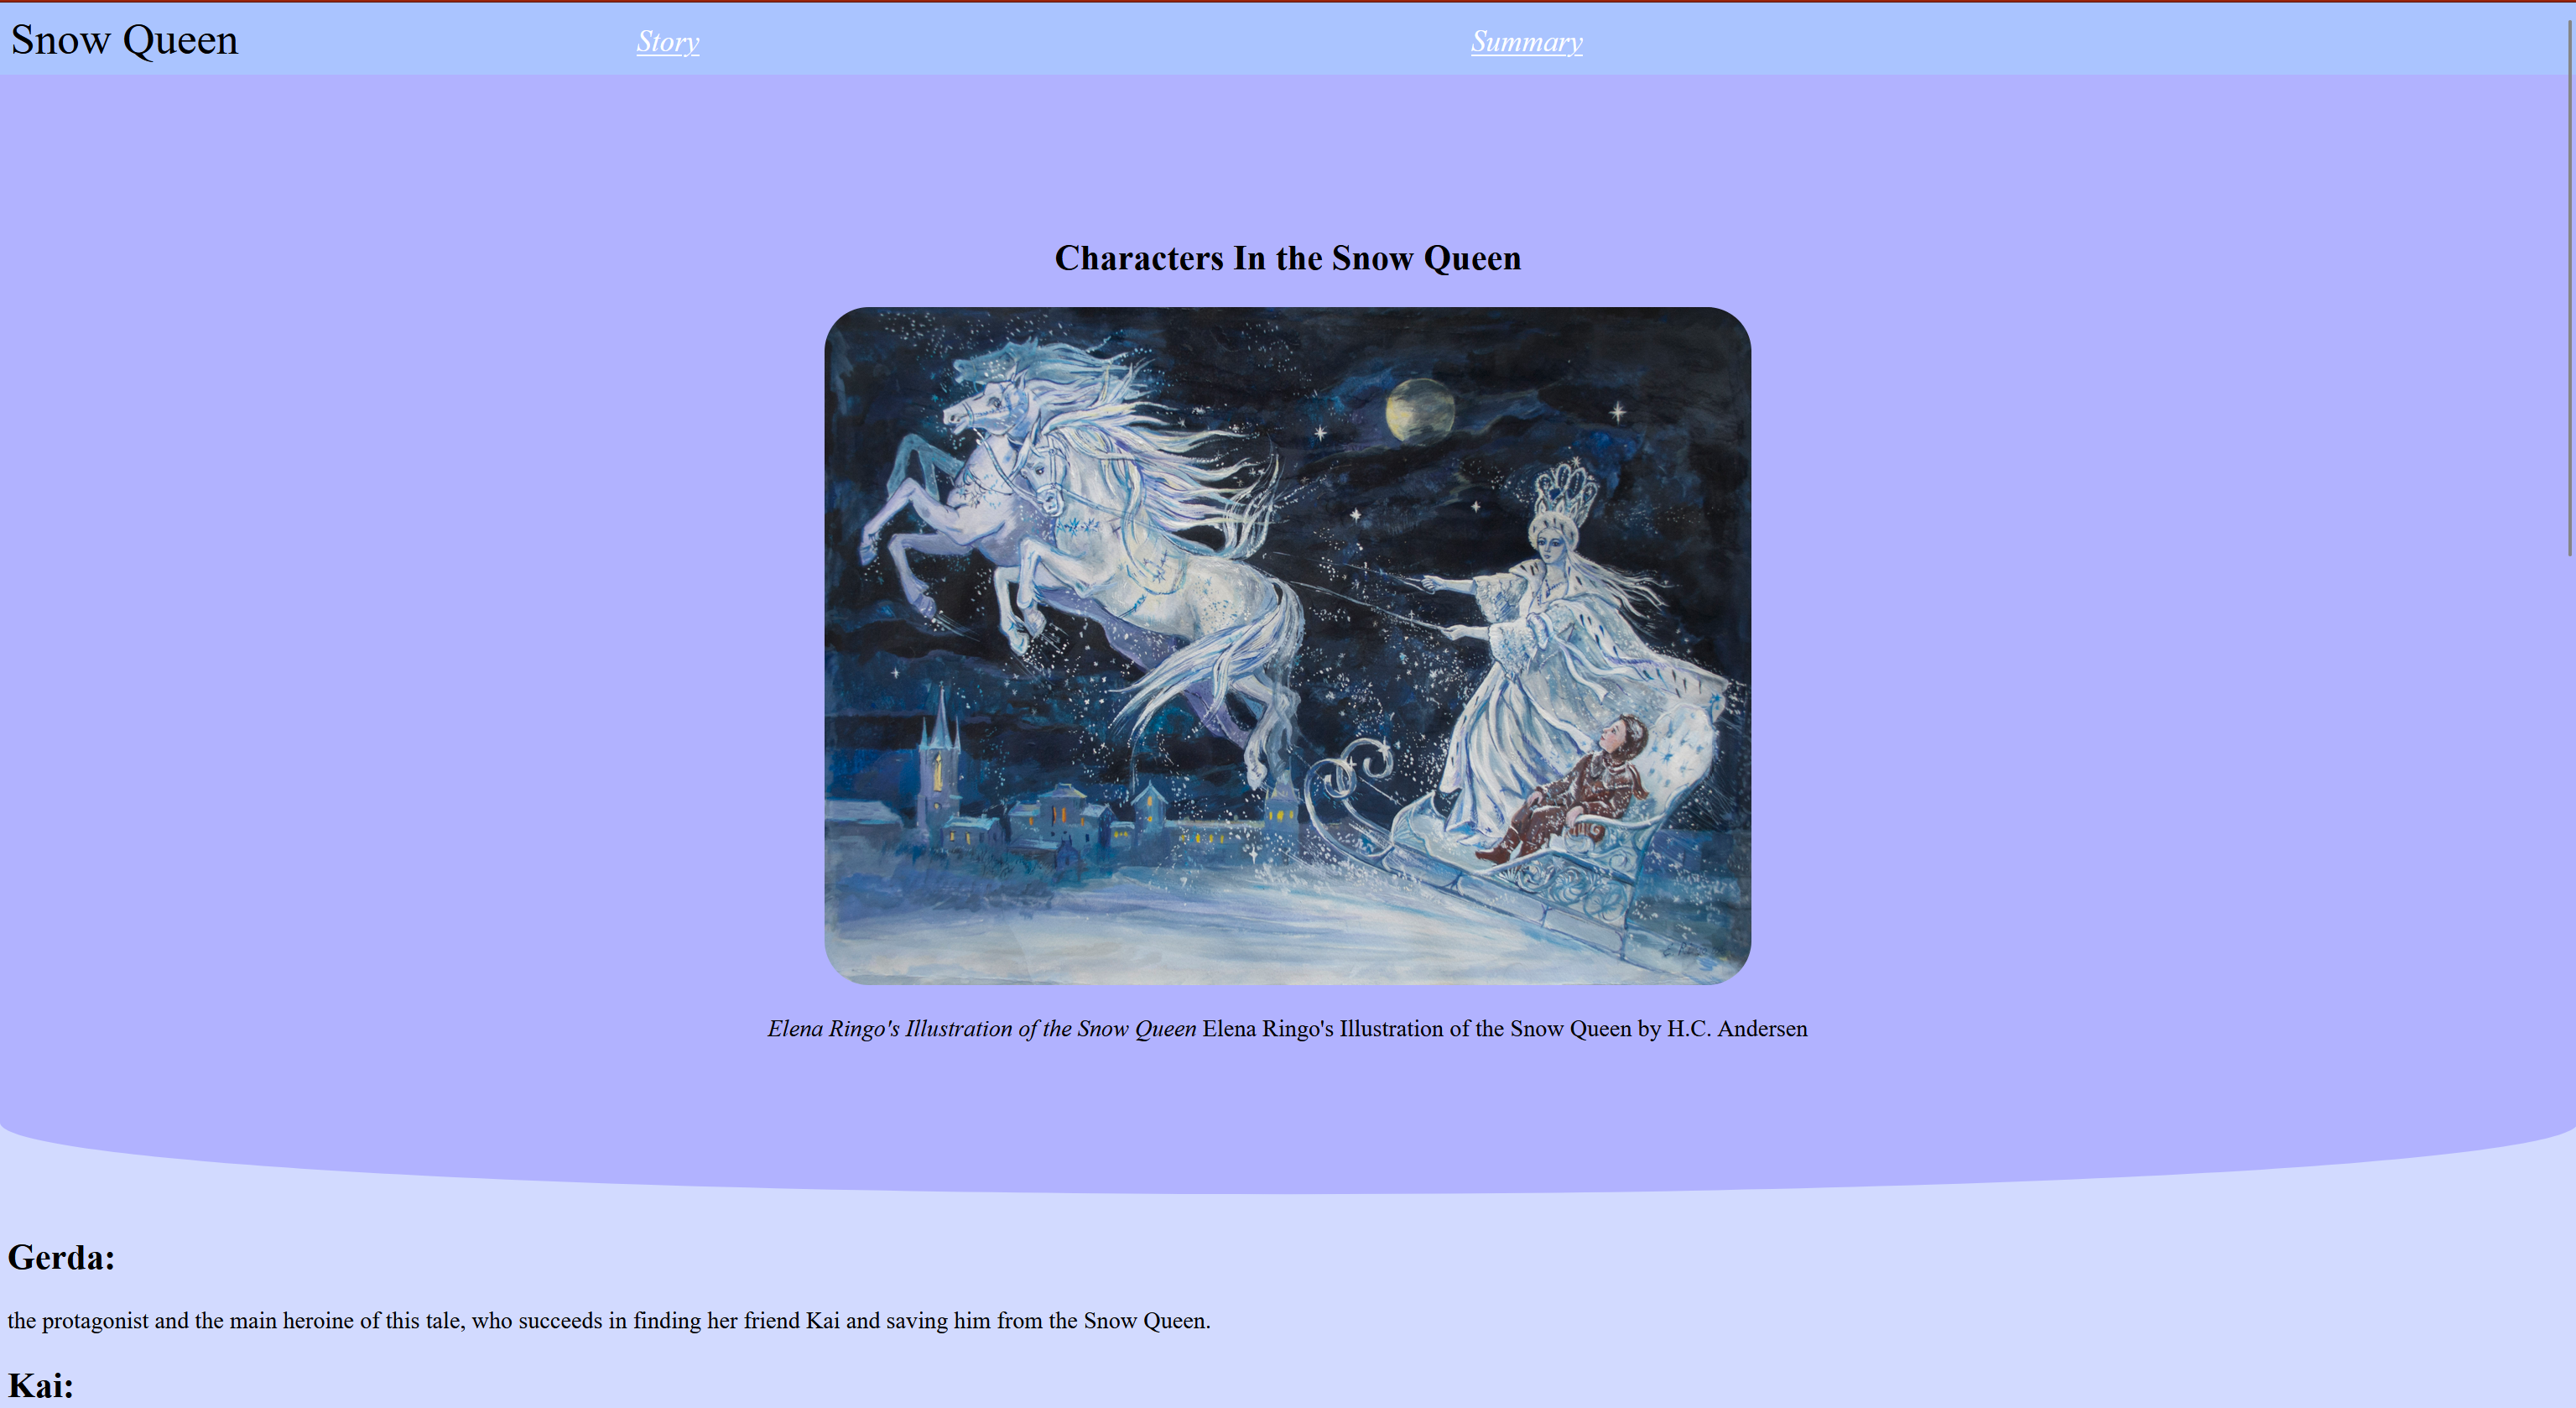 Snow Queen Story Summary
Characters In the Snow Queen
Elena Ringo's Illustration of the Snow Queen Elena Ringo's Illustration of the Snow Queen by H.C. Andersen
Gerda:
the protagonist and the main heroine of this tale, who succeeds in finding her friend Kai and saving him from the Snow Queen.
Kai: